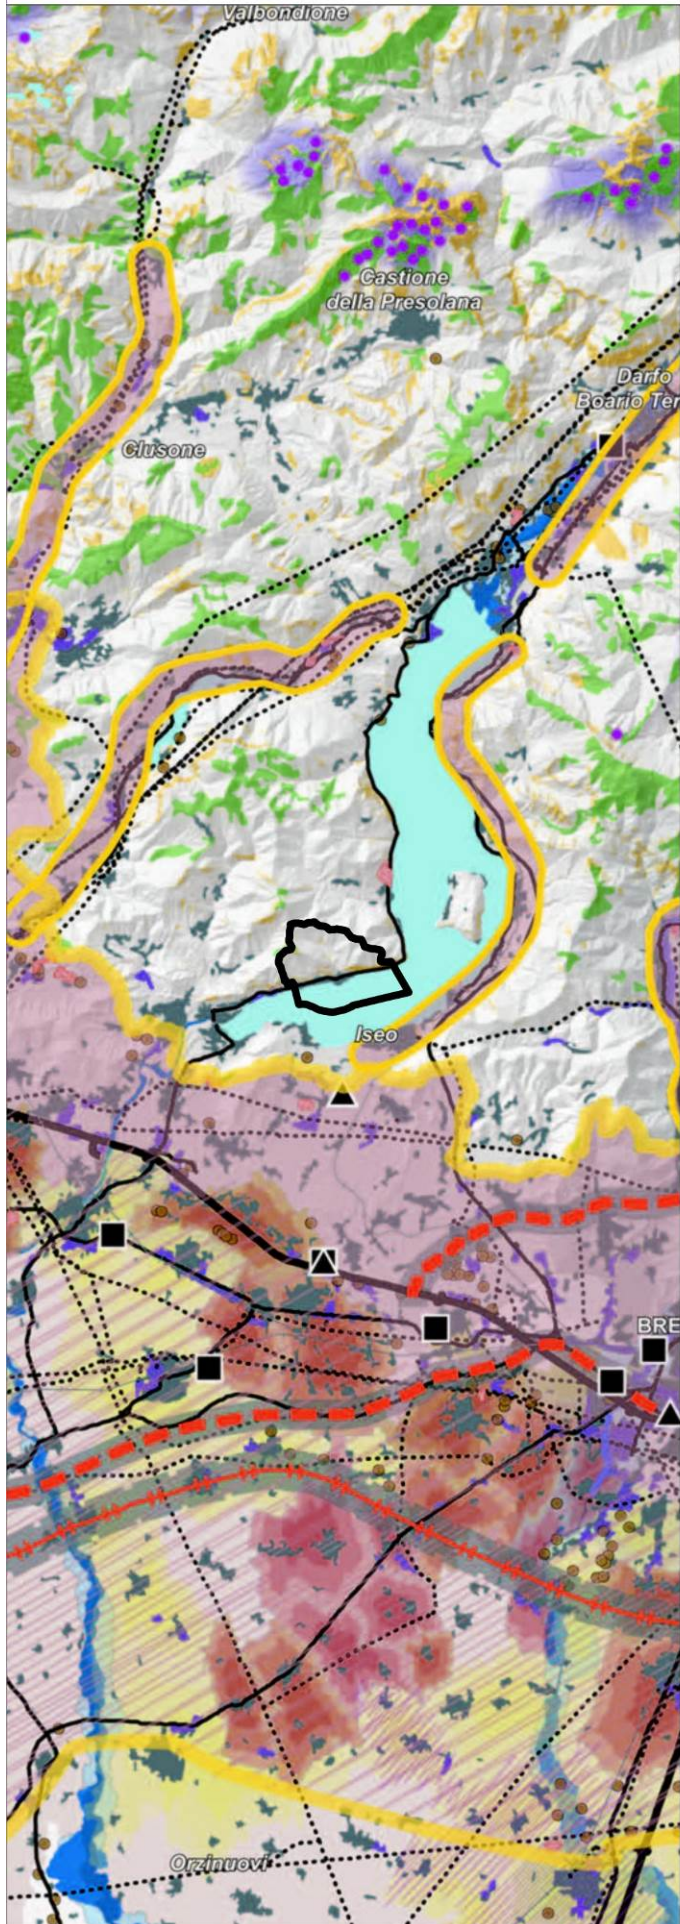 Valbondione
Castione
della Presolana
Darfo
Boario Ter
Clusone
Iseo
BRE
Orzinuovi